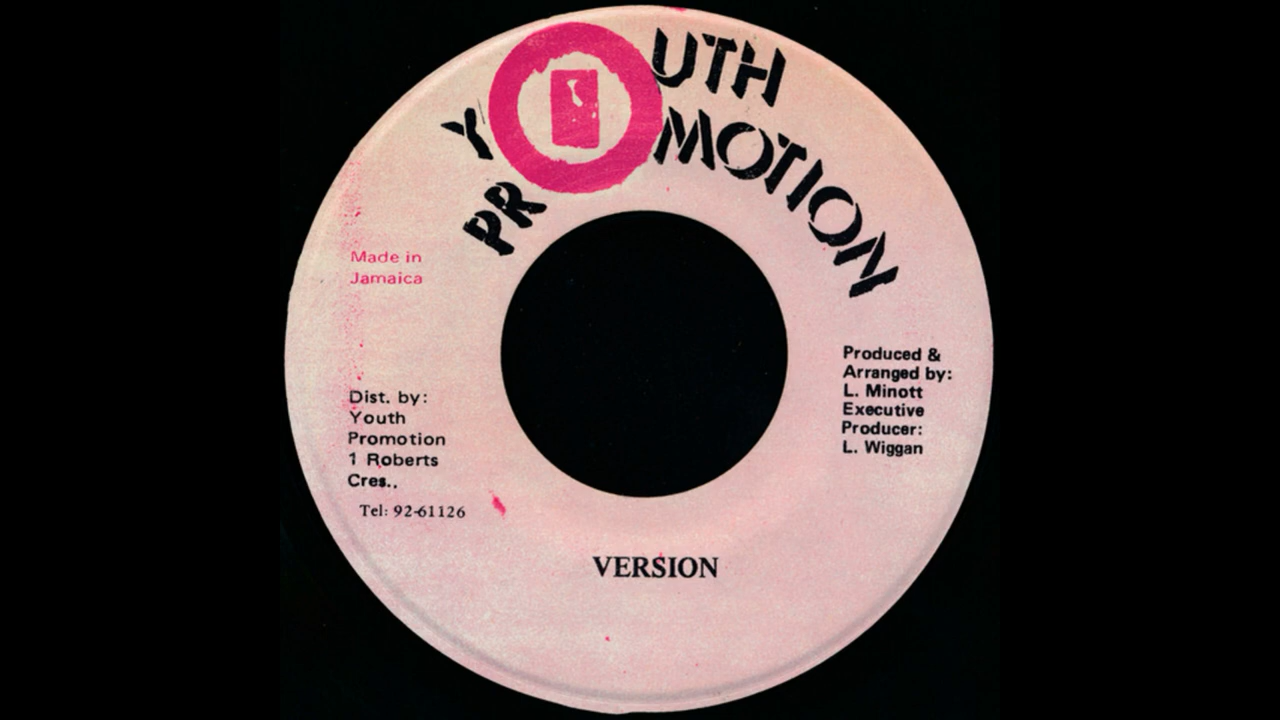 YOUTH
PROMOTION
Made in
Jamaica
Produced &
Arranged by:
L. Minott
Executive
Producer:
L. Wiggan
Dist. by:
Youth
Promotion
1 Roberts
Cres.,
Tel: 92-61126
VERSION